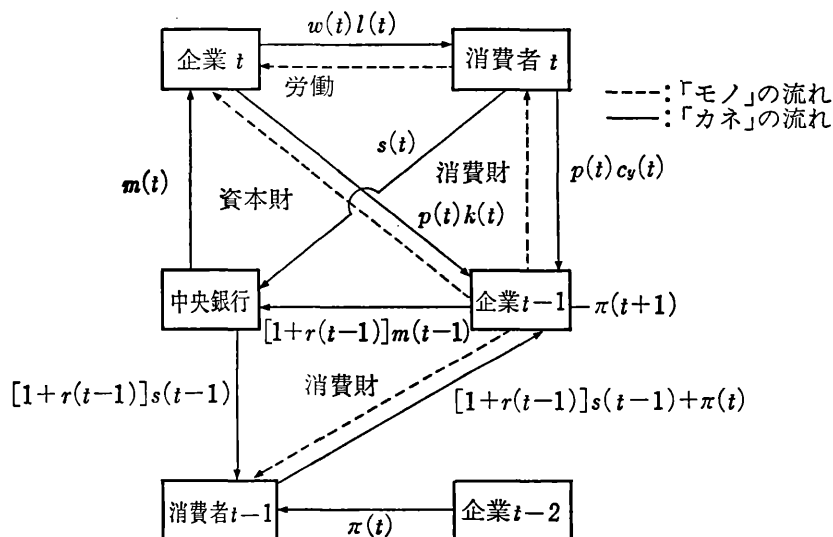 w(t)l(t)
企業 t
消費者 t
労働
----:「モノ」の流れ
——:「カネ」の流れ
s(t)
m(t)
消費財
p(t)cy(t)
資本財
p(t)k(t)
中央銀行
企業t−1
π(t+1)
[1+r(t−1)]m(t−1)
消費財
[1+r(t−1)]s(t−1)
[1+r(t−1)]s(t−1)+π(t)
消費者t−1
π(t)
企業t−2